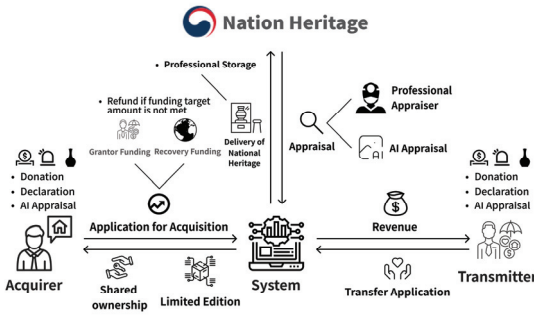 Nation Heritage
• Professional Storage
• Refund if funding target
amount is not met
Grantor Funding
Recovery Funding
Delivery of
National
Heritage
Appraisal
Professional
Appraiser
AI
AI Appraisal
• Donation
• Declaration
• AI Appraisal
Application for Acquisition
Revenue
• Donation
• Declaration
• AI Appraisal
Acquirer
Shared
ownership
Limited Edition
System
Transfer Application
Transmitter